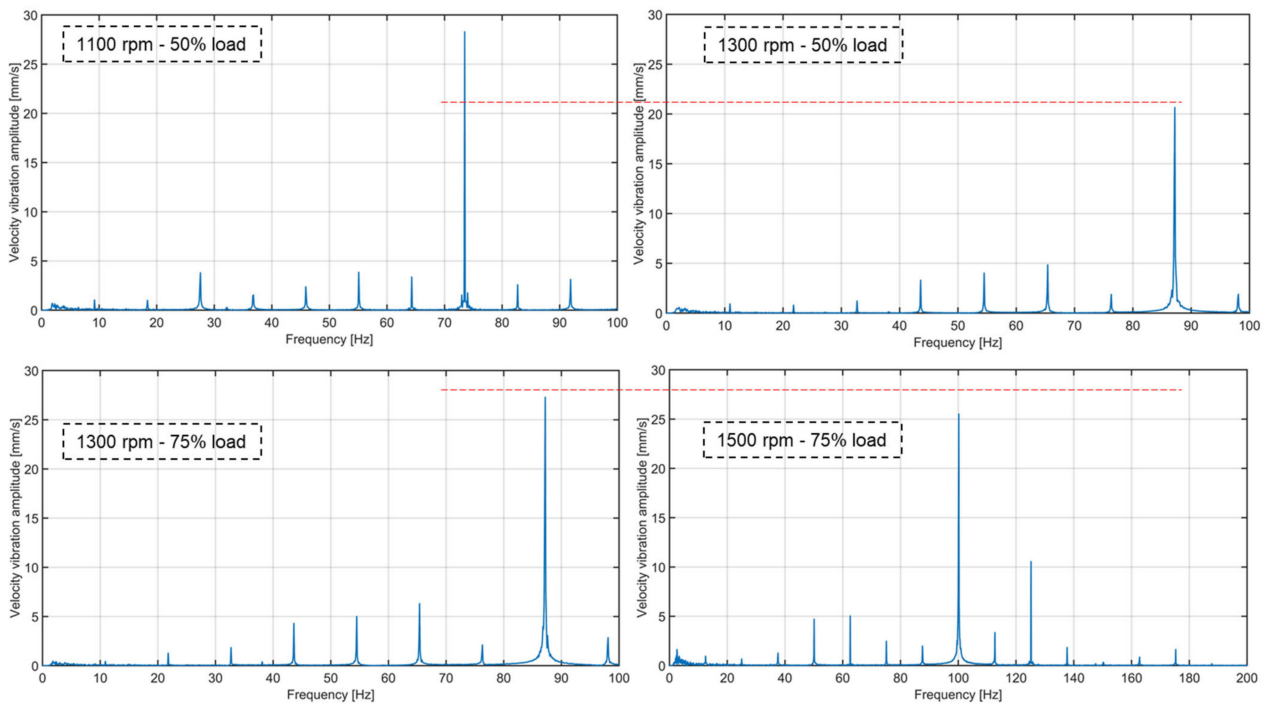 1100 rpm - 50% load
Velocity vibration amplitude [mm/s]
30
25
20
15
10
5
0
0 10 20 30 40 50 60 70 80 90 100
Frequency [Hz]
1300 rpm - 50% load
Velocity vibration amplitude [mm/s]
30
25
20
15
10
5
0
0 10 20 30 40 50 60 70 80 90 100
Frequency [Hz]
1300 rpm - 75% load
Velocity vibration amplitude [mm/s]
30
25
20
15
10
5
0
0 10 20 30 40 50 60 70 80 90 100
Frequency [Hz]
1500 rpm - 75% load
Velocity vibration amplitude [mm/s]
30
25
20
15
10
5
0
0 20 40 60 80 100 120 140 160 180 200
Frequency [Hz]